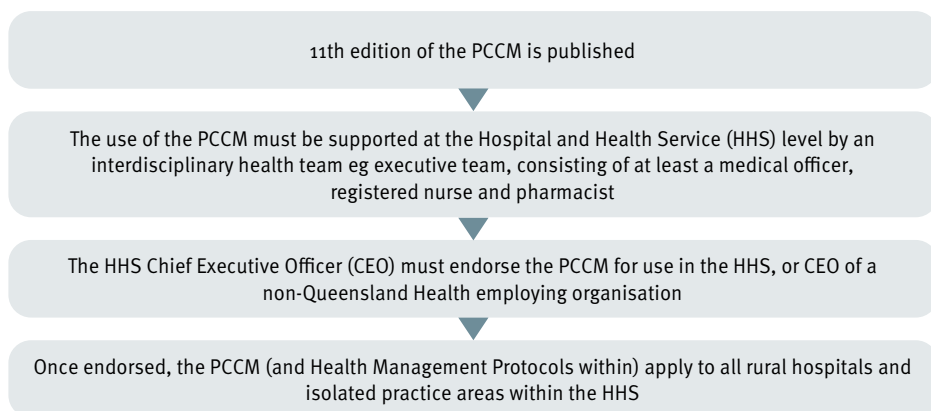 11th edition of the PCCM is published
The use of the PCCM must be supported at the Hospital and Health Service (HHS) level by an
interdisciplinary health team eg executive team, consisting of at least a medical officer,
registered nurse and pharmacist
The HHS Chief Executive Officer (CEO) must endorse the PCCM for use in the HHS, or CEO of a
non-Queensland Health employing organisation
Once endorsed, the PCCM (and Health Management Protocols within) apply to all rural hospitals and
isolated practice areas within the HHS